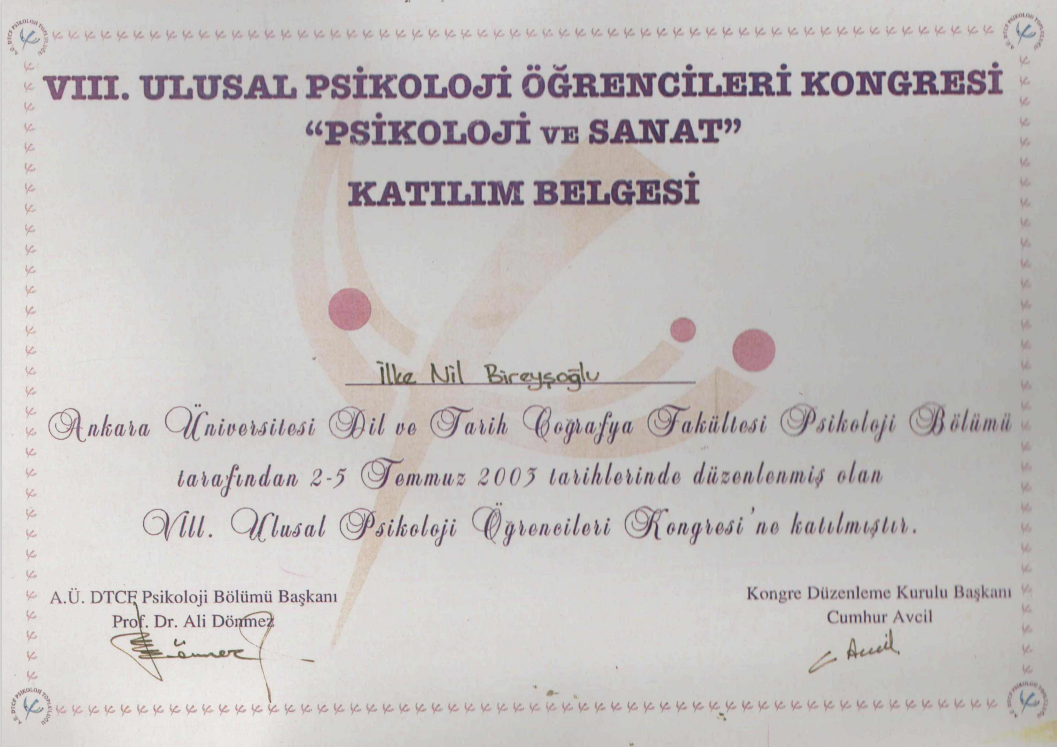 VIII. ULUSAL PSİKOLOJİ ÖĞRENCİLERİ KONGRESİ
“PSİKOLOJİ VE SANAT”
KATILIM BELGESİ
İlke Nil Bireyşoğlu
Ankara Üniversitesi Dil ve Tarih Coğrafya Fakültesi Psikoloji Bölümü
tarafından 2-5 Temmuz 2003 tarihlerinde düzenlenmiş olan
VIII. Ulusal Psikoloji Öğrencileri Kongresi'ne katılmıştır.
A.Ü. DTCF Psikoloji Bölümü Başkanı
Prof. Dr. Ali Dönmez
Kongre Düzenleme Kurulu Başkanı
Cumhur Avcil